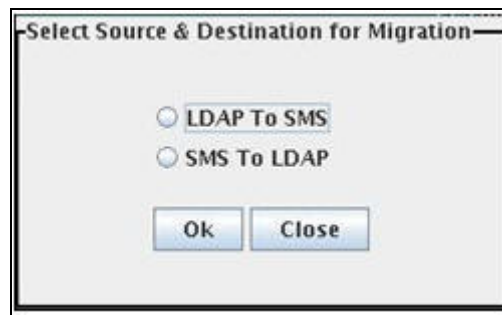 Select Source & Destination for Migration
LDAP To SMS
SMS To LDAP
Ok Close